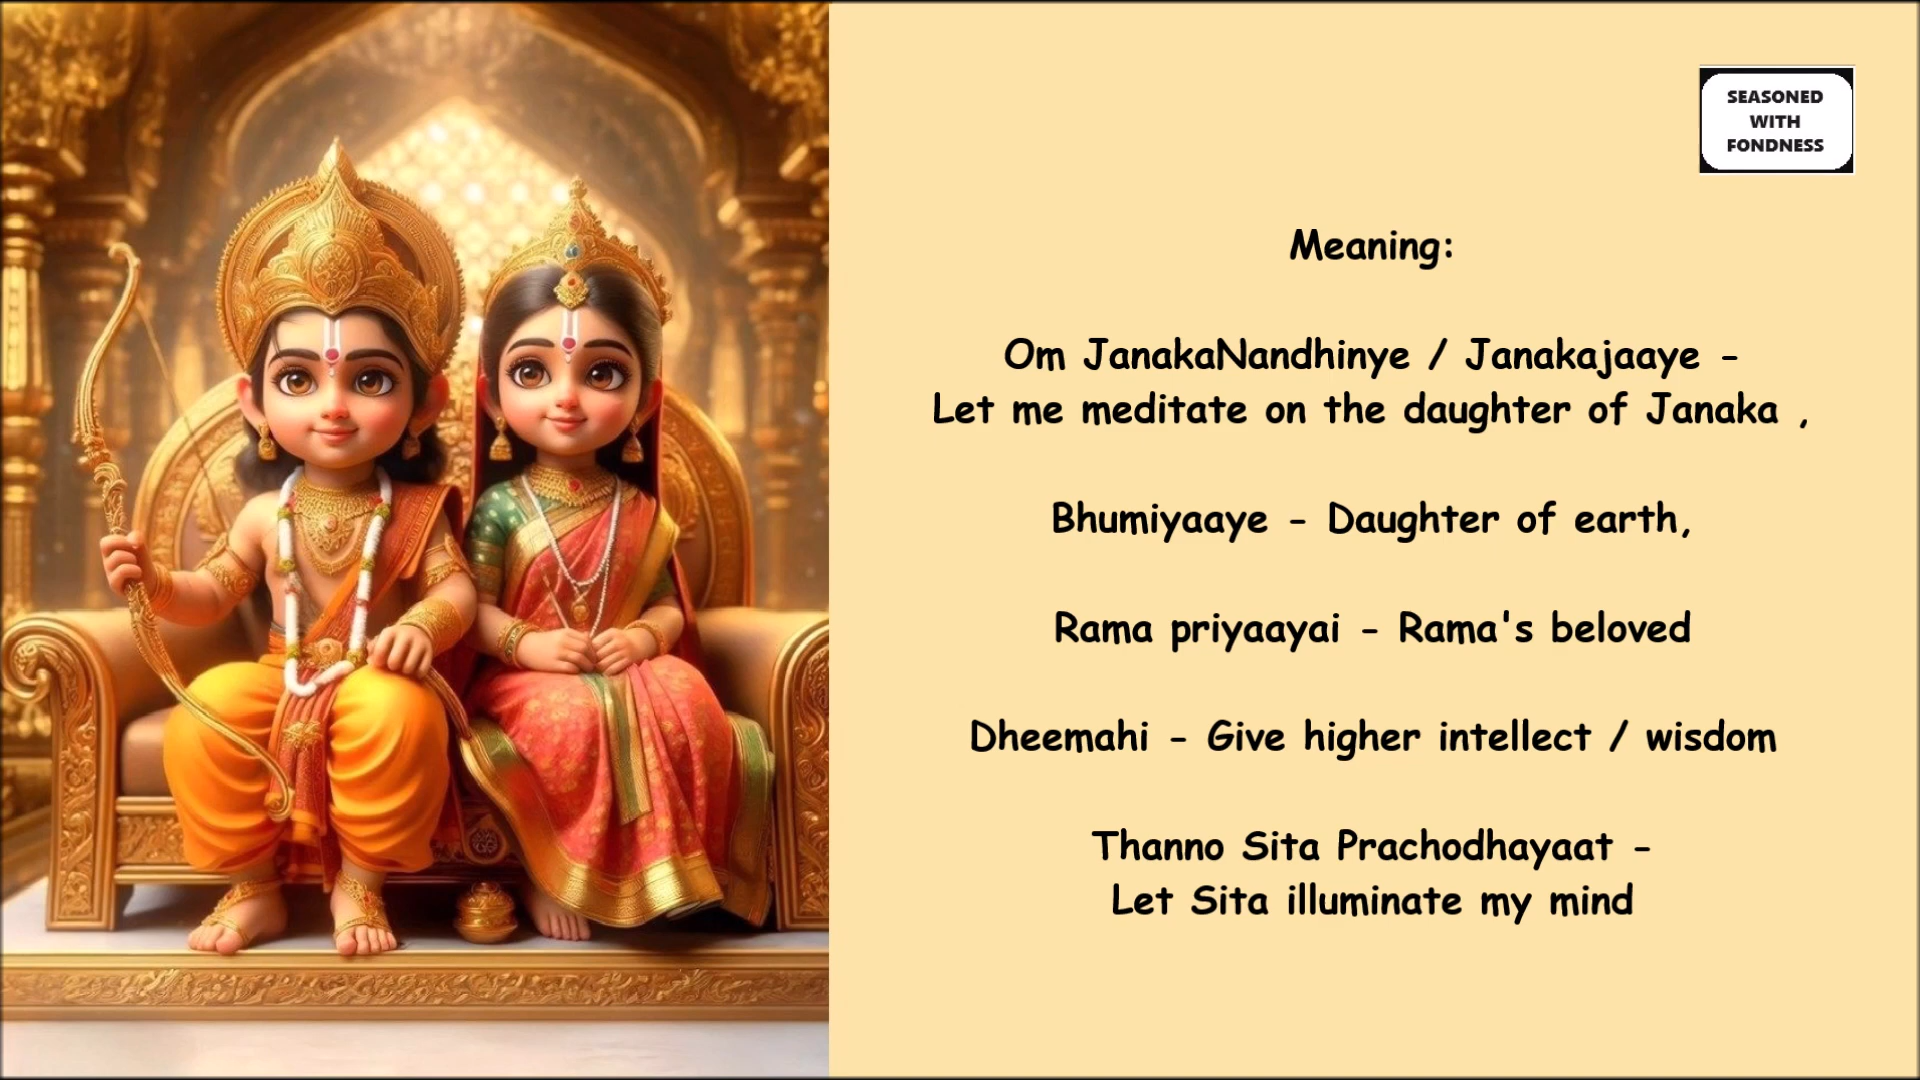 SEASONED
WITH
FONDNESS
Meaning:
Om JanakaNandhinye / Janakajaaye -
Let me meditate on the daughter of Janaka ,
Bhumiyaaye - Daughter of earth,
Rama priyaayai - Rama's beloved
Dheemahi - Give higher intellect / wisdom
Thanno Sita Prachodhayaat -
Let Sita illuminate my mind